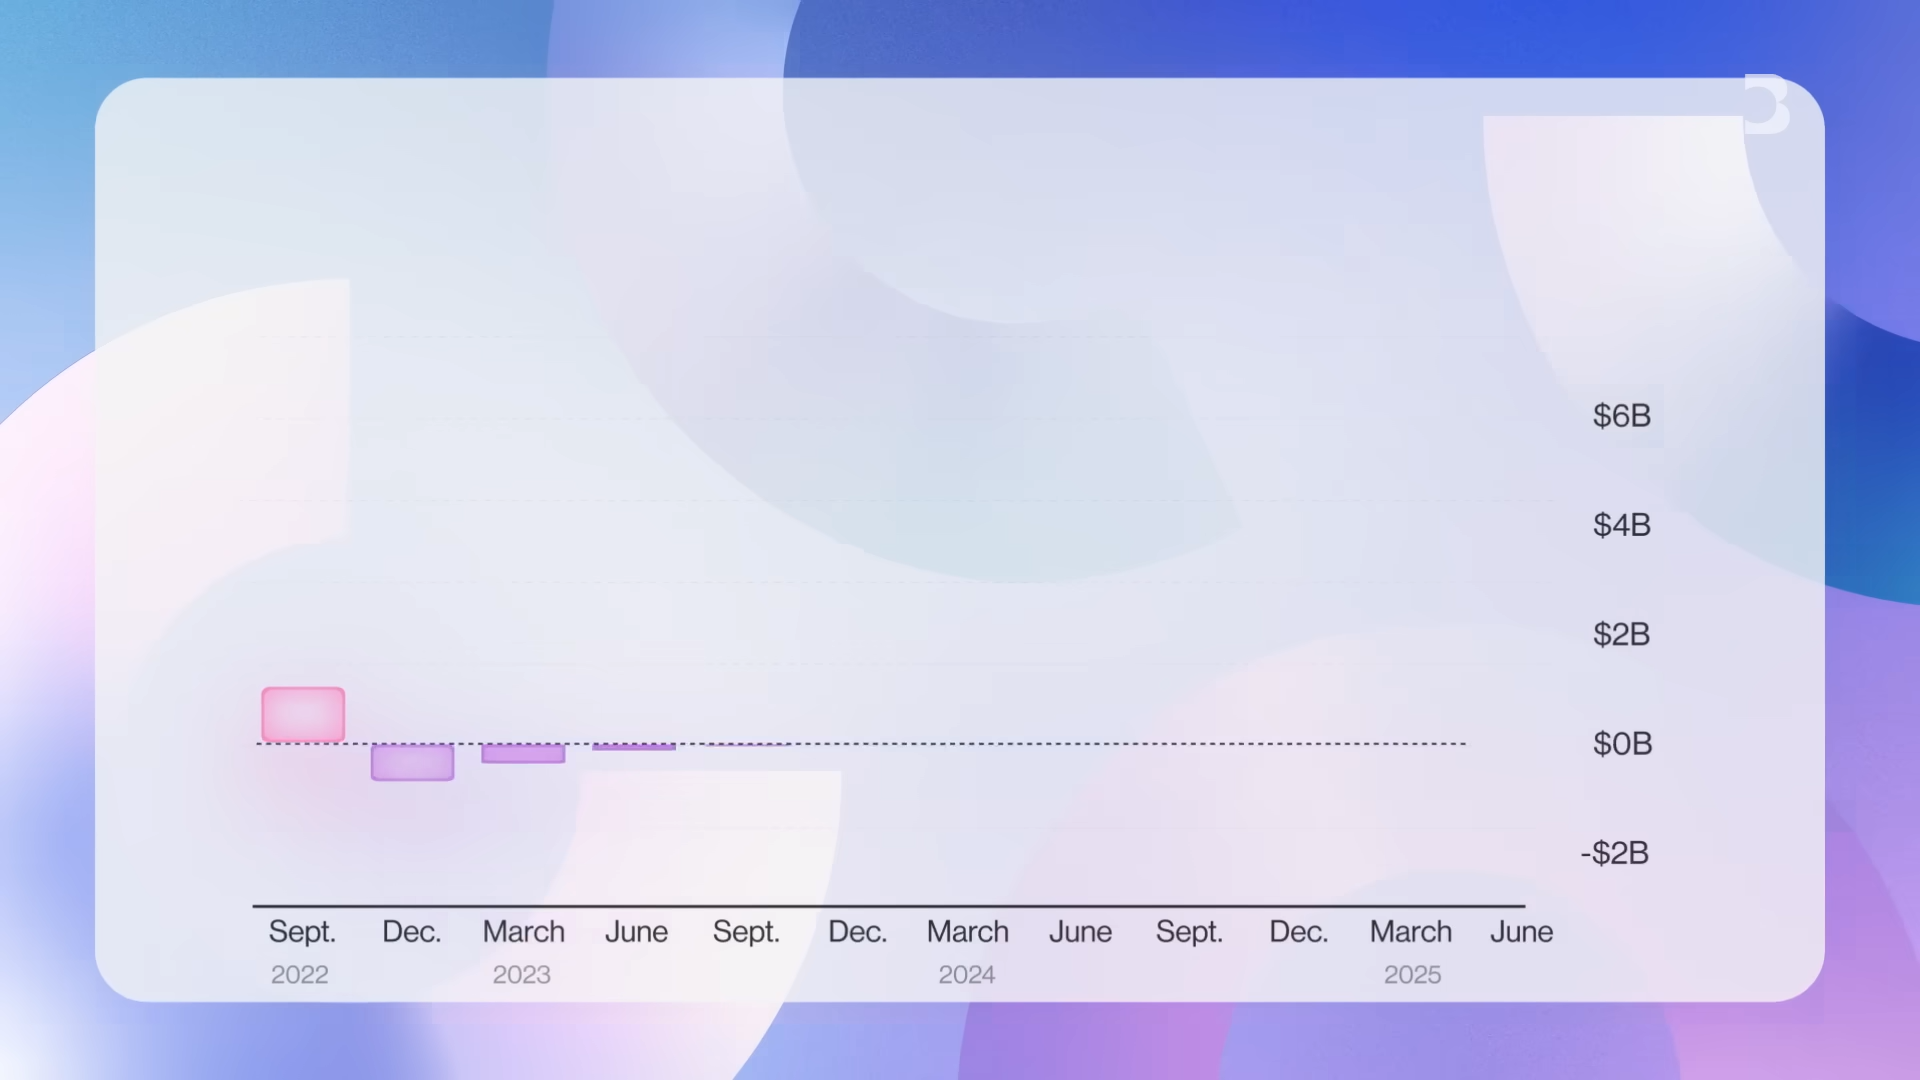 $6B
$4B
$2B
$0B
-$2B
Sept. Dec. March June Sept. Dec. March June Sept. Dec. March June
2022 2023 2024 2025